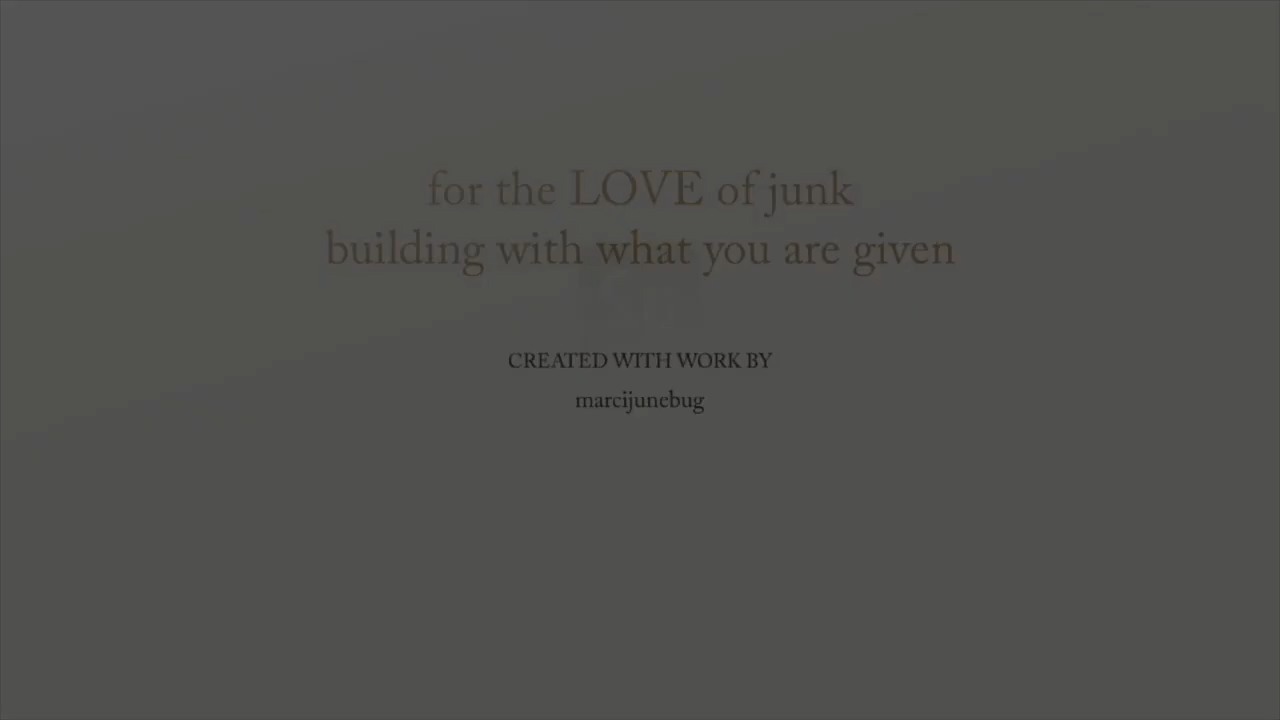 for the LOVE of junk
building with what you are given
CREATED WITH WORK BY
marcijunebug